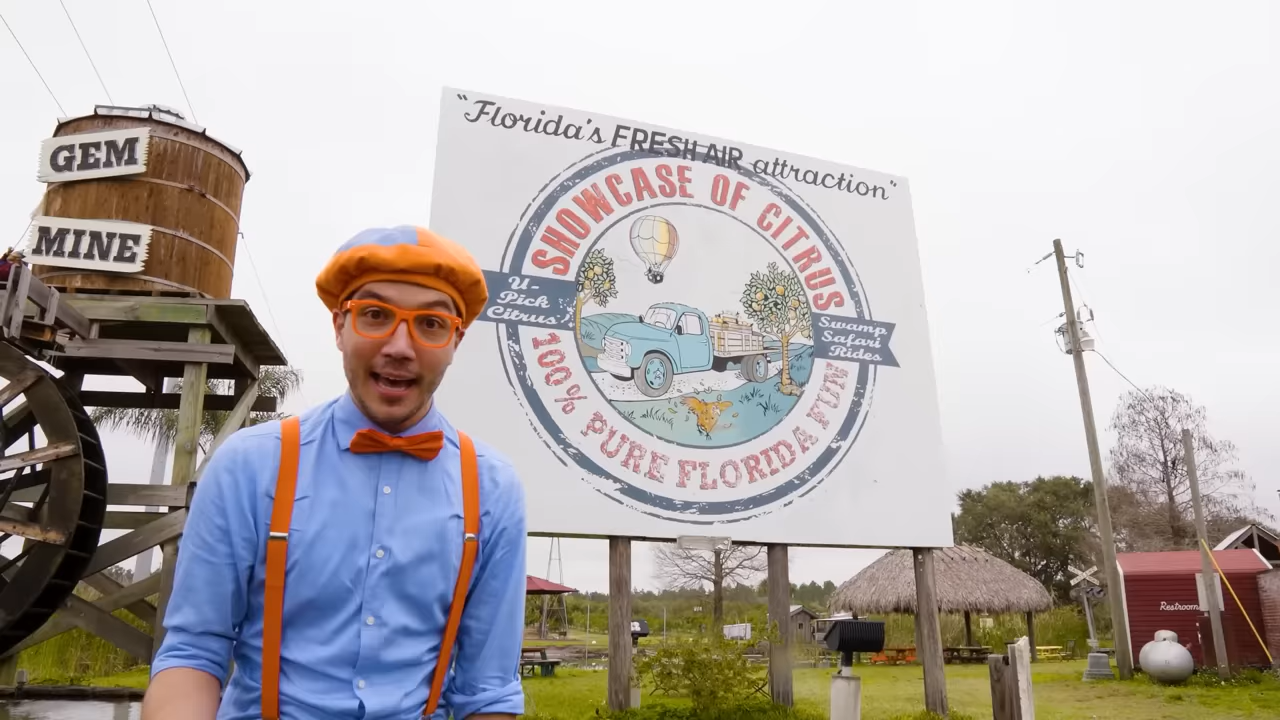 GEM
MINE
"Florida's FRESH AIR attraction"
SHOWCASE OF CITRUS
U-
Pick
Citrus!
Swamp
Safari
Rides
100% PURE FLORIDA FUN
Restrooms